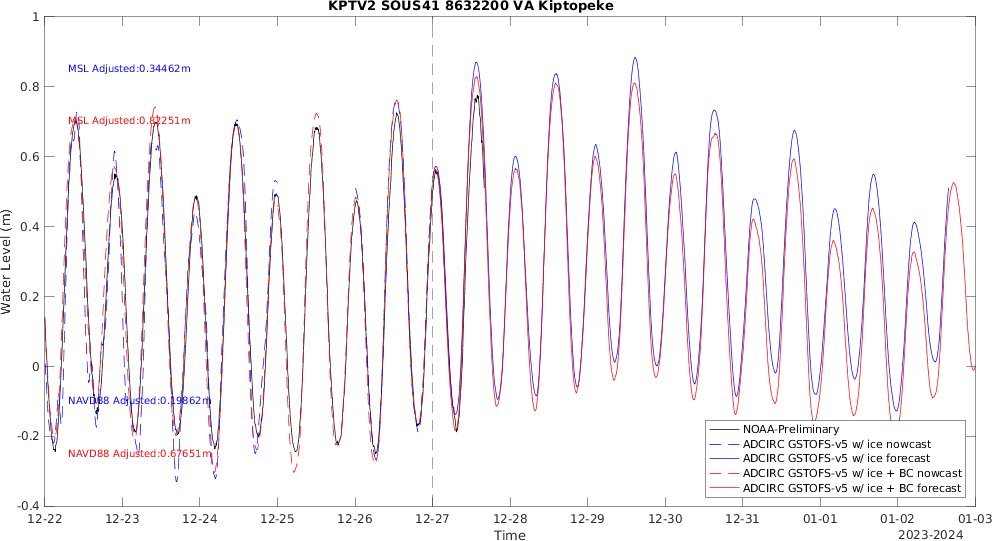 KPTV2 SOUS41 8632200 VA Kiptopeke
1
0.8
0.6
0.4
0.2
0
-0.2
-0.4
Water Level (m)
MSL Adjusted:0.34462m
MSL Adjusted:0.82251m
NAVD88 Adjusted:0.19862m
NAVD88 Adjusted:0.67651m
NOAA-Preliminary
ADCIRC GSTOFS-v5 w/ ice nowcast
ADCIRC GSTOFS-v5 w/ ice forecast
ADCIRC GSTOFS-v5 w/ ice + BC nowcast
ADCIRC GSTOFS-v5 w/ ice + BC forecast
12-22 12-23 12-24 12-25 12-26 12-27 12-28 12-29 12-30 12-31 01-01 01-02 01-03
Time
2023-2024